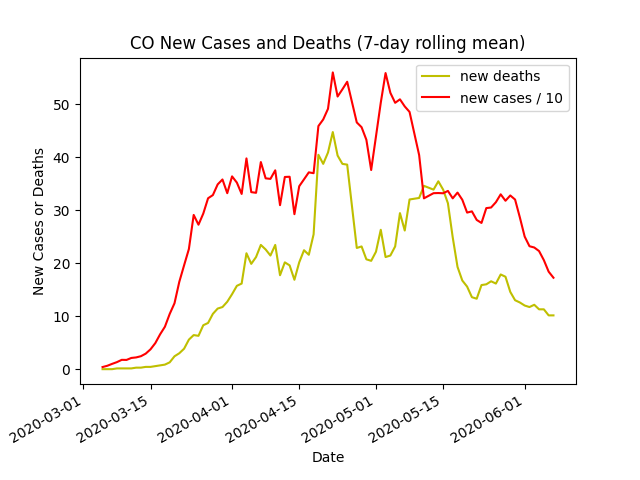 CO New Cases and Deaths (7-day rolling mean)
new deaths
new cases / 10
New Cases or Deaths
50
40
30
20
10
0
2020-03-01
2020-03-15
2020-04-01
2020-04-15
2020-05-01
2020-05-15
2020-06-01
Date